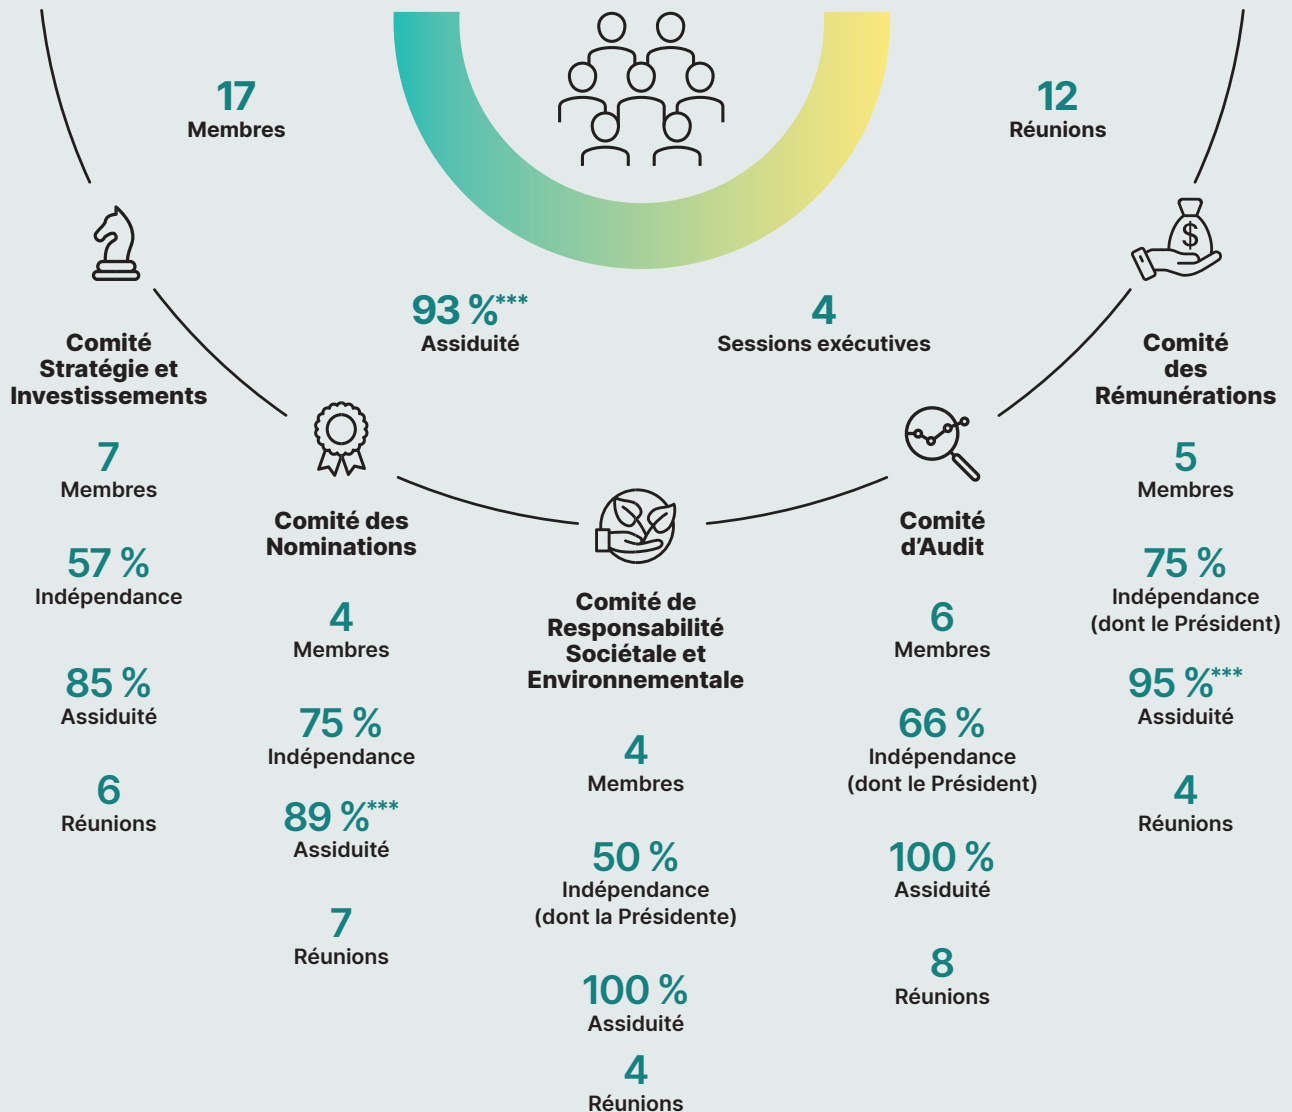 17
Membres
12
Réunions
93 %***
Assiduité
4
Sessions exécutives
Comité
Stratégie et
Investissements
7
Membres
57 %
Indépendance
85 %
Assiduité
6
Réunions
Comité des
Nominations
4
Membres
75 %
Indépendance
89 %***
Assiduité
7
Réunions
Comité de
Responsabilité
Sociétale et
Environnementale
4
Membres
50 %
Indépendance
(dont la Présidente)
100 %
Assiduité
4
Réunions
Comité
d’Audit
6
Membres
66 %
Indépendance
(dont le Président)
100 %
Assiduité
8
Réunions
$
Comité
des
Rémunérations
5
Membres
75 %
Indépendance
(dont le Président)
95 %***
Assiduité
4
Réunions